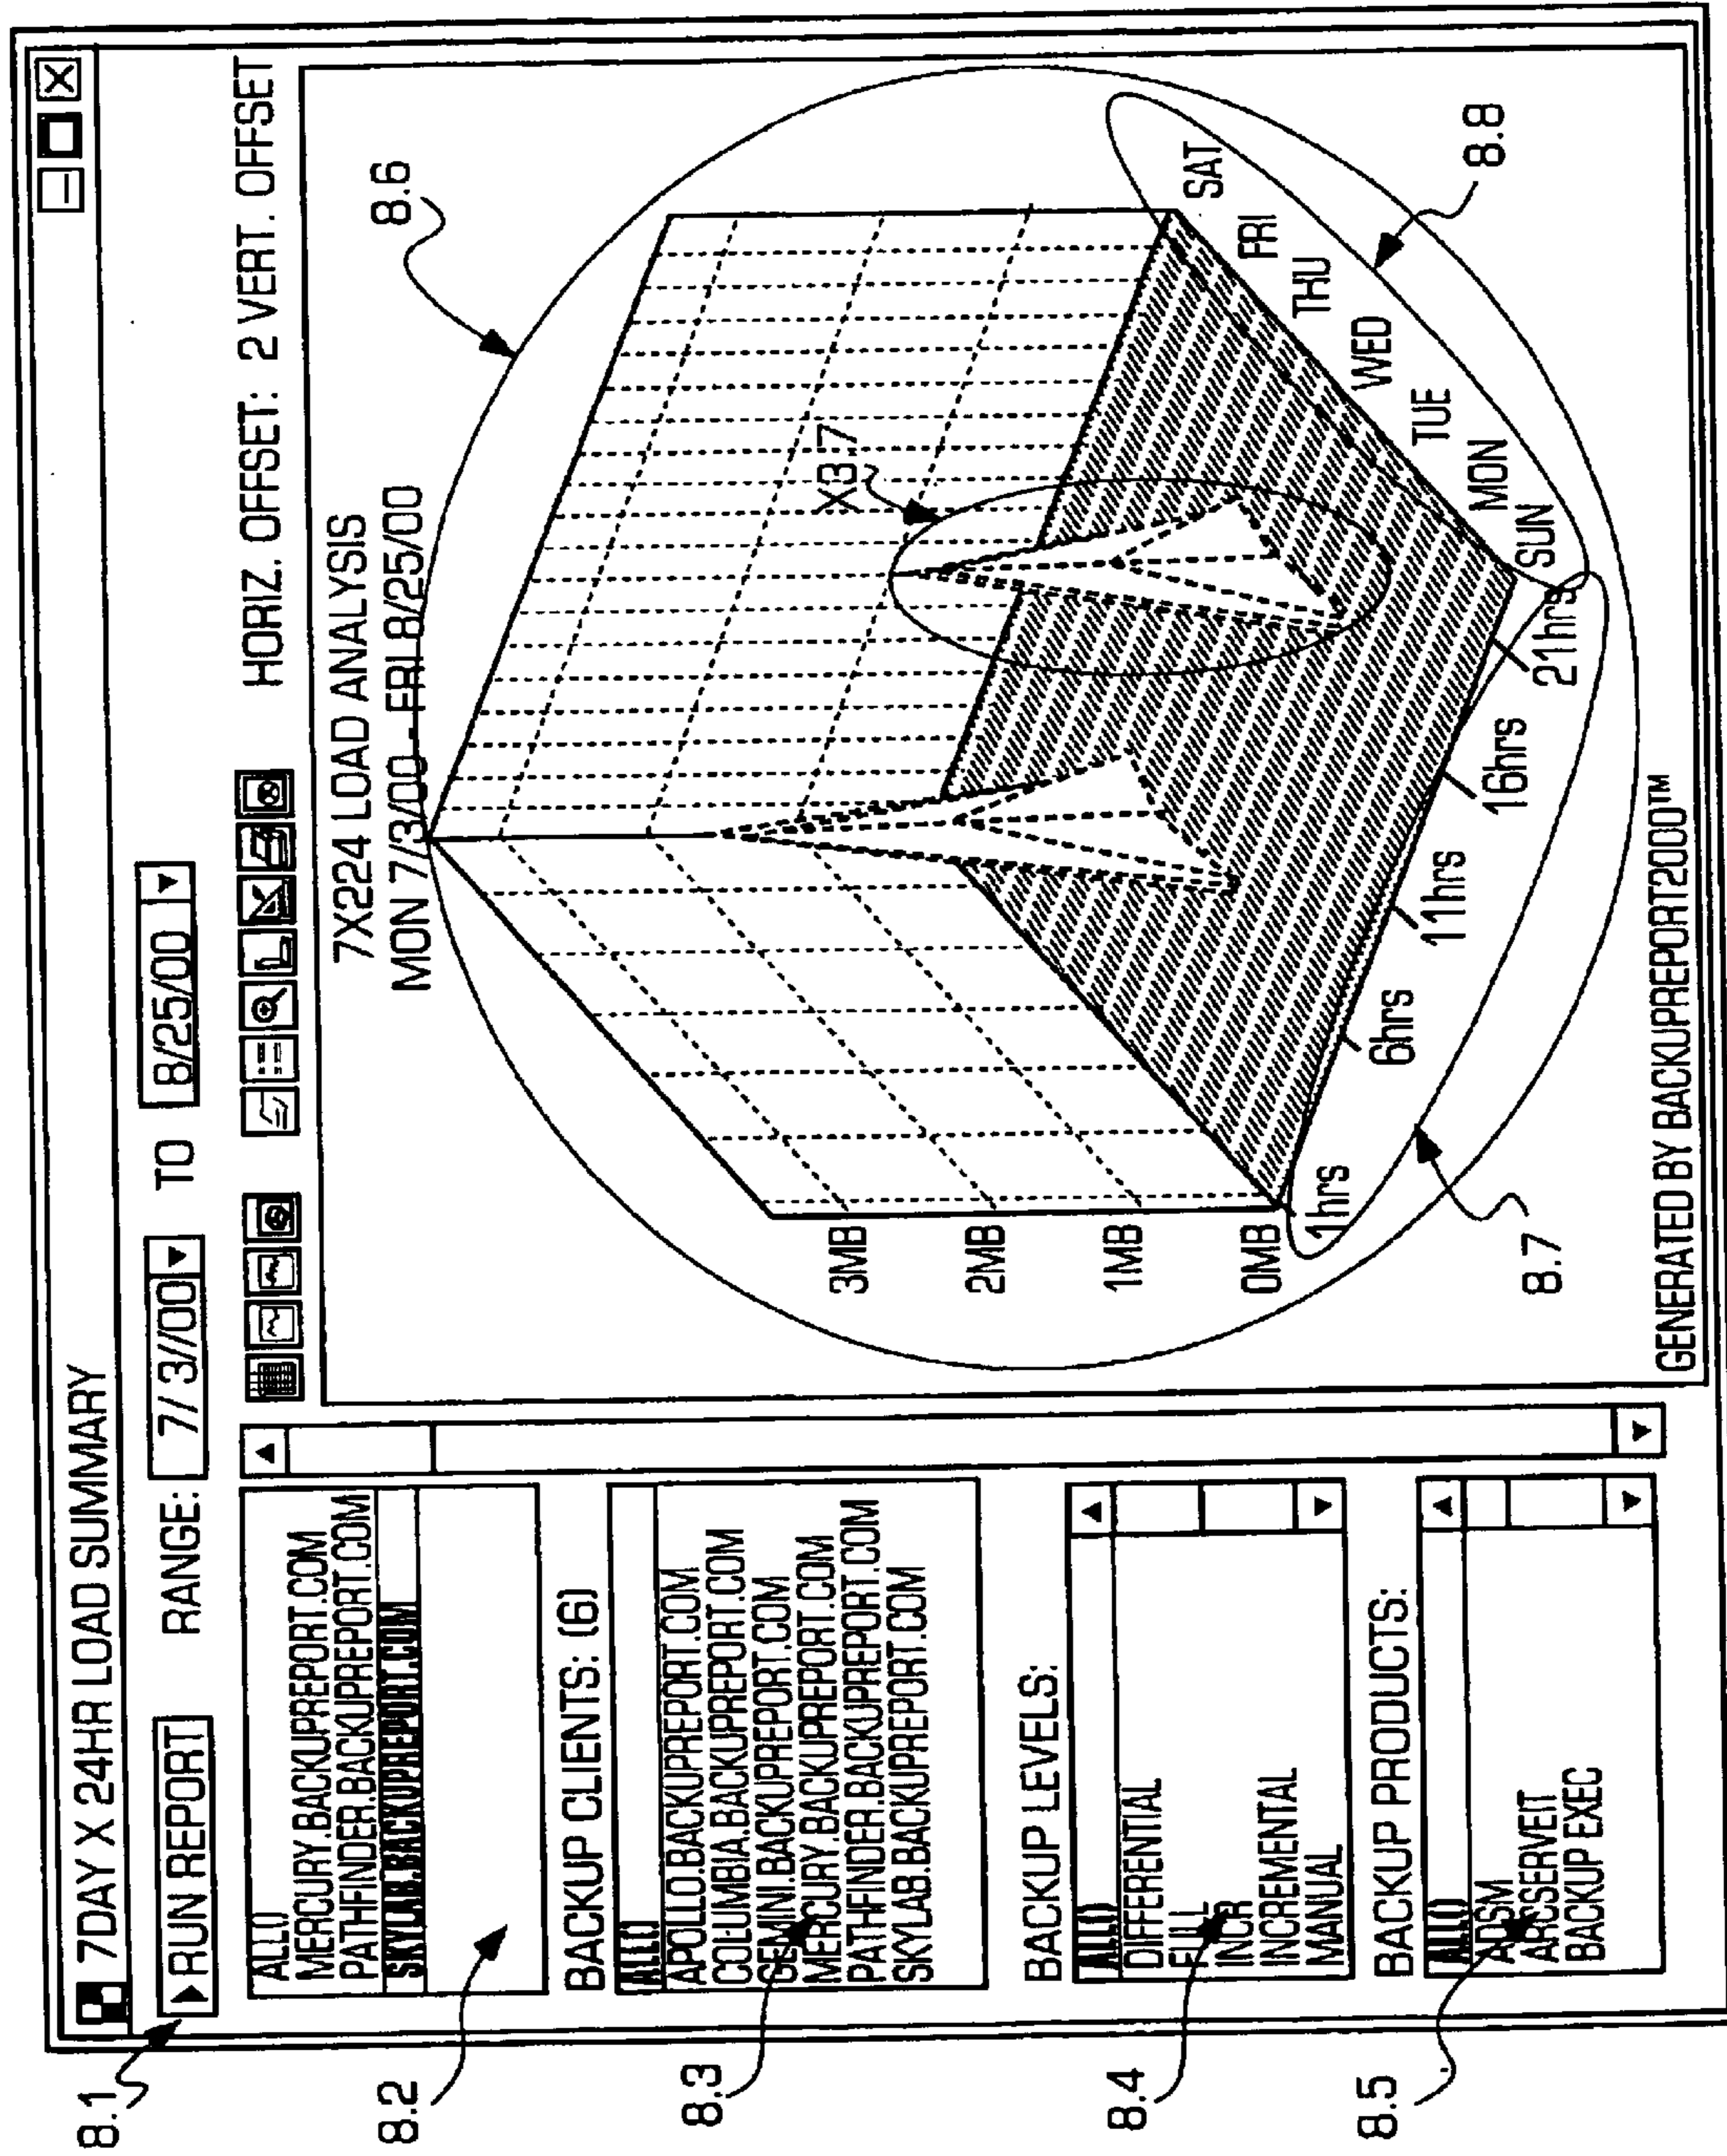 7DAY X 24HR LOAD SUMMARY
8.1
RUN REPORT
RANGE: 7/ 3//00 TO 8/25/00
HORIZ. OFFSET: 2 VERT. OFFSET
8.2
ALL()
MERCURY.BACKUPREPORT.COM
PATHFINDER.BACKUPREPORT.COM
SKYLAB.BACKUPREPORT.COM
BACKUP CLIENTS: (6)
8.3
ALL()
APOLLO.BACKUPREPORT.COM
COLUMBIA.BACKUPREPORT.COM
GEMINI.BACKUPREPORT.COM
MERCURY.BACKUPREPORT.COM
PATHFINDER.BACKUPREPORT.COM
SKYLAB.BACKUPREPORT.COM
BACKUP LEVELS:
8.4
ALL()
DIFFERENTIAL
FULL
INCR
INCREMENTAL
MANUAL
BACKUP PRODUCTS:
8.5
ALL()
ADSM
ARCSERVEIT
BACKUP EXEC
7X224 LOAD ANALYSIS
MON 7/3/00 - FRI 8/25/00
8.6
X3.7
3MB
2MB
1MB
0MB
1hrs
6hrs
11hrs
16hrs
21hrs
SUN
MON
TUE
WED
THU
FRI
SAT
8.7
8.8
GENERATED BY BACKUPREPORT2000™